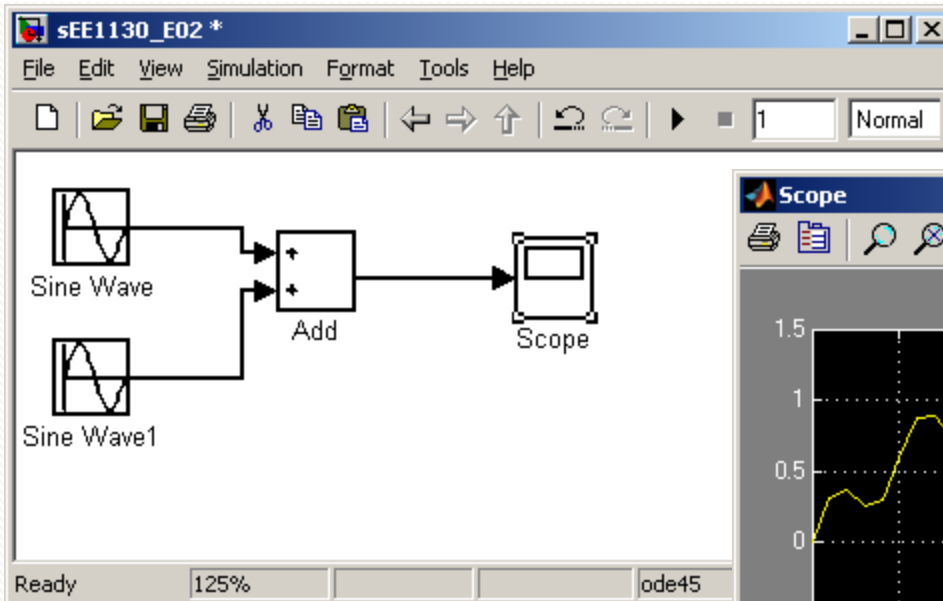 sEE1130_E02 *
File Edit View Simulation Format Tools Help
1 Normal
Sine Wave
Add
Scope
Sine Wave1
Ready 125% ode45
Scope
1.5
1
0.5
0